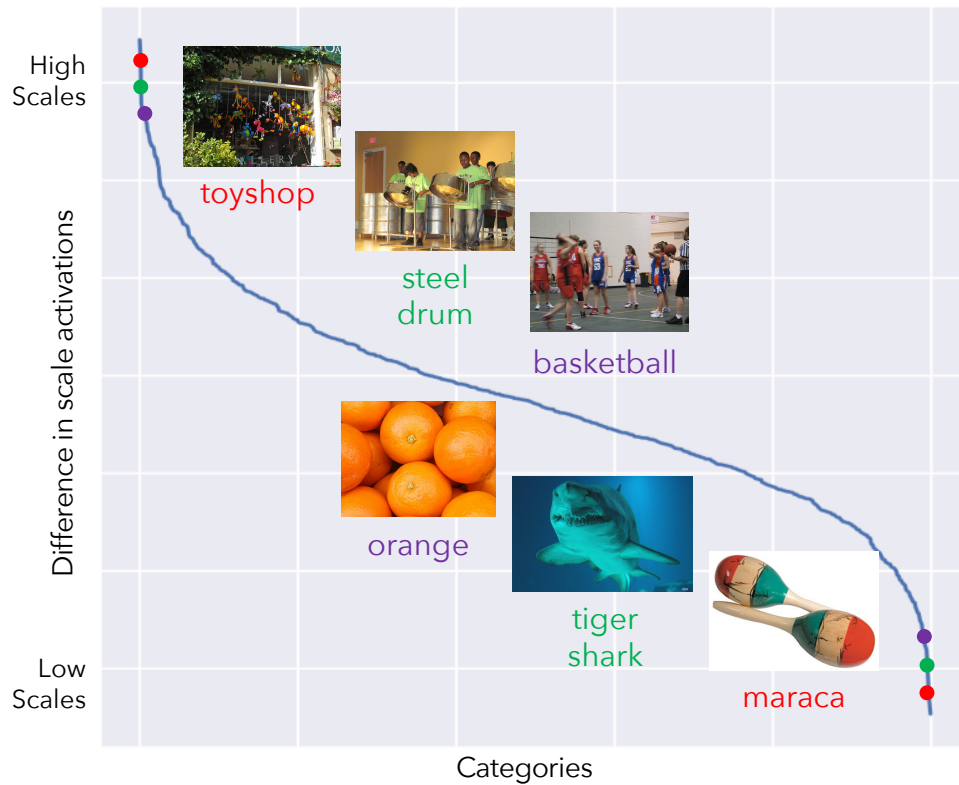 High
Scales
toyshop
steel
drum
basketball
Difference in scale activations
orange
tiger
shark
maraca
Low
Scales
Categories